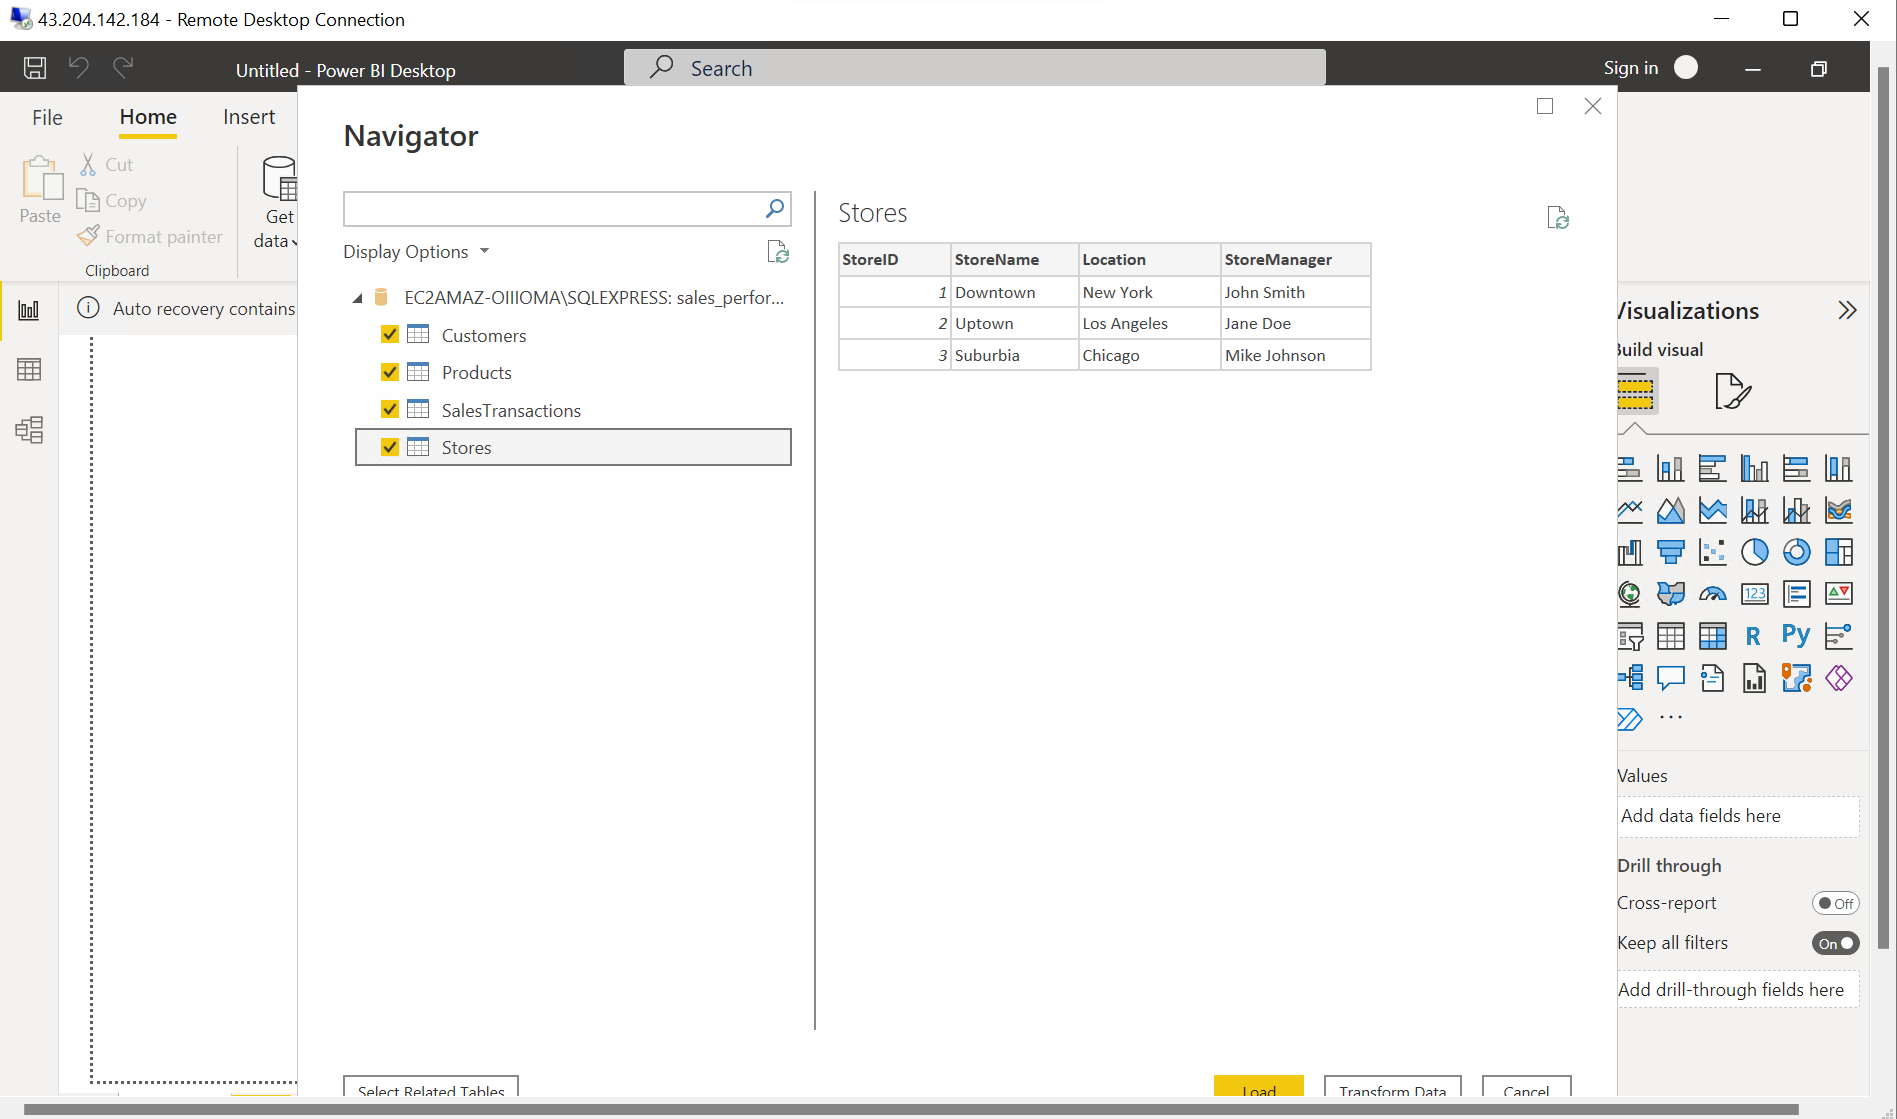 43.204.142.184 - Remote Desktop Connection
Untitled - Power BI Desktop
Search
Sign in
File
Home
Insert
Paste
Cut
Copy
Format painter
Clipboard
Get
data
Auto recovery contains
Navigator
Display Options
EC2AMAZ-OIIIOMA\SQLEXPRESS: sales_perfor...
Customers
Products
SalesTransactions
Stores
Stores
StoreID StoreName Location StoreManager
1 Downtown New York John Smith
2 Uptown Los Angeles Jane Doe
3 Suburbia Chicago Mike Johnson
Select Related Tables
Load
Transform Data
Cancel
Visualizations
Build visual
123
R
Py
...
Values
Add data fields here
Drill through
Cross-report
Off
Keep all filters
On
Add drill-through fields here